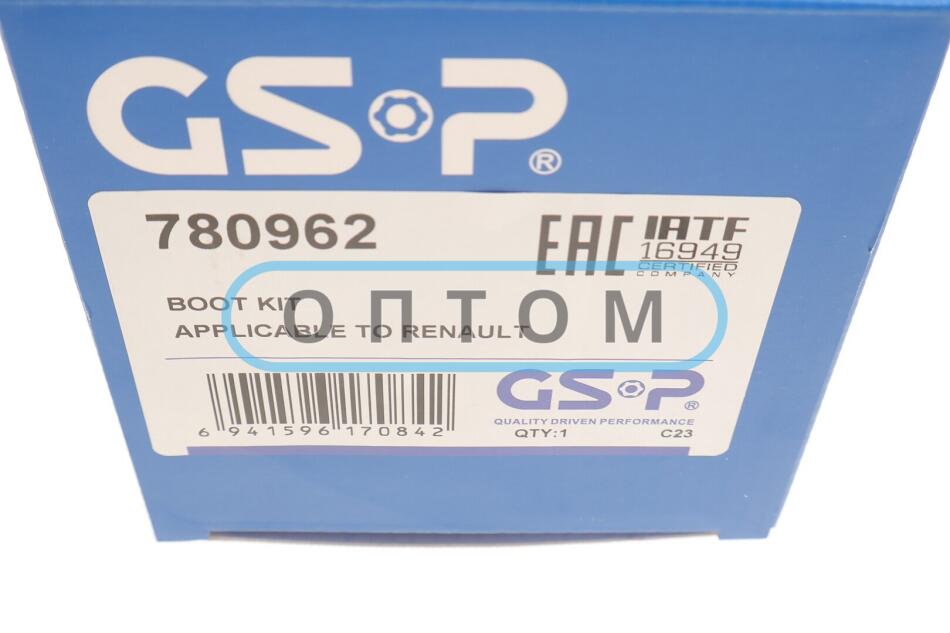 GSP®
780962
EAC IATF
16949
CERTIFIED
COMPANY
BOOT KIT
ОПТОМ
APPLICABLE TO RENAULT
GSP®
QUALITY DRIVEN PERFORMANCE
6 941596 170842
QTY:1 C23